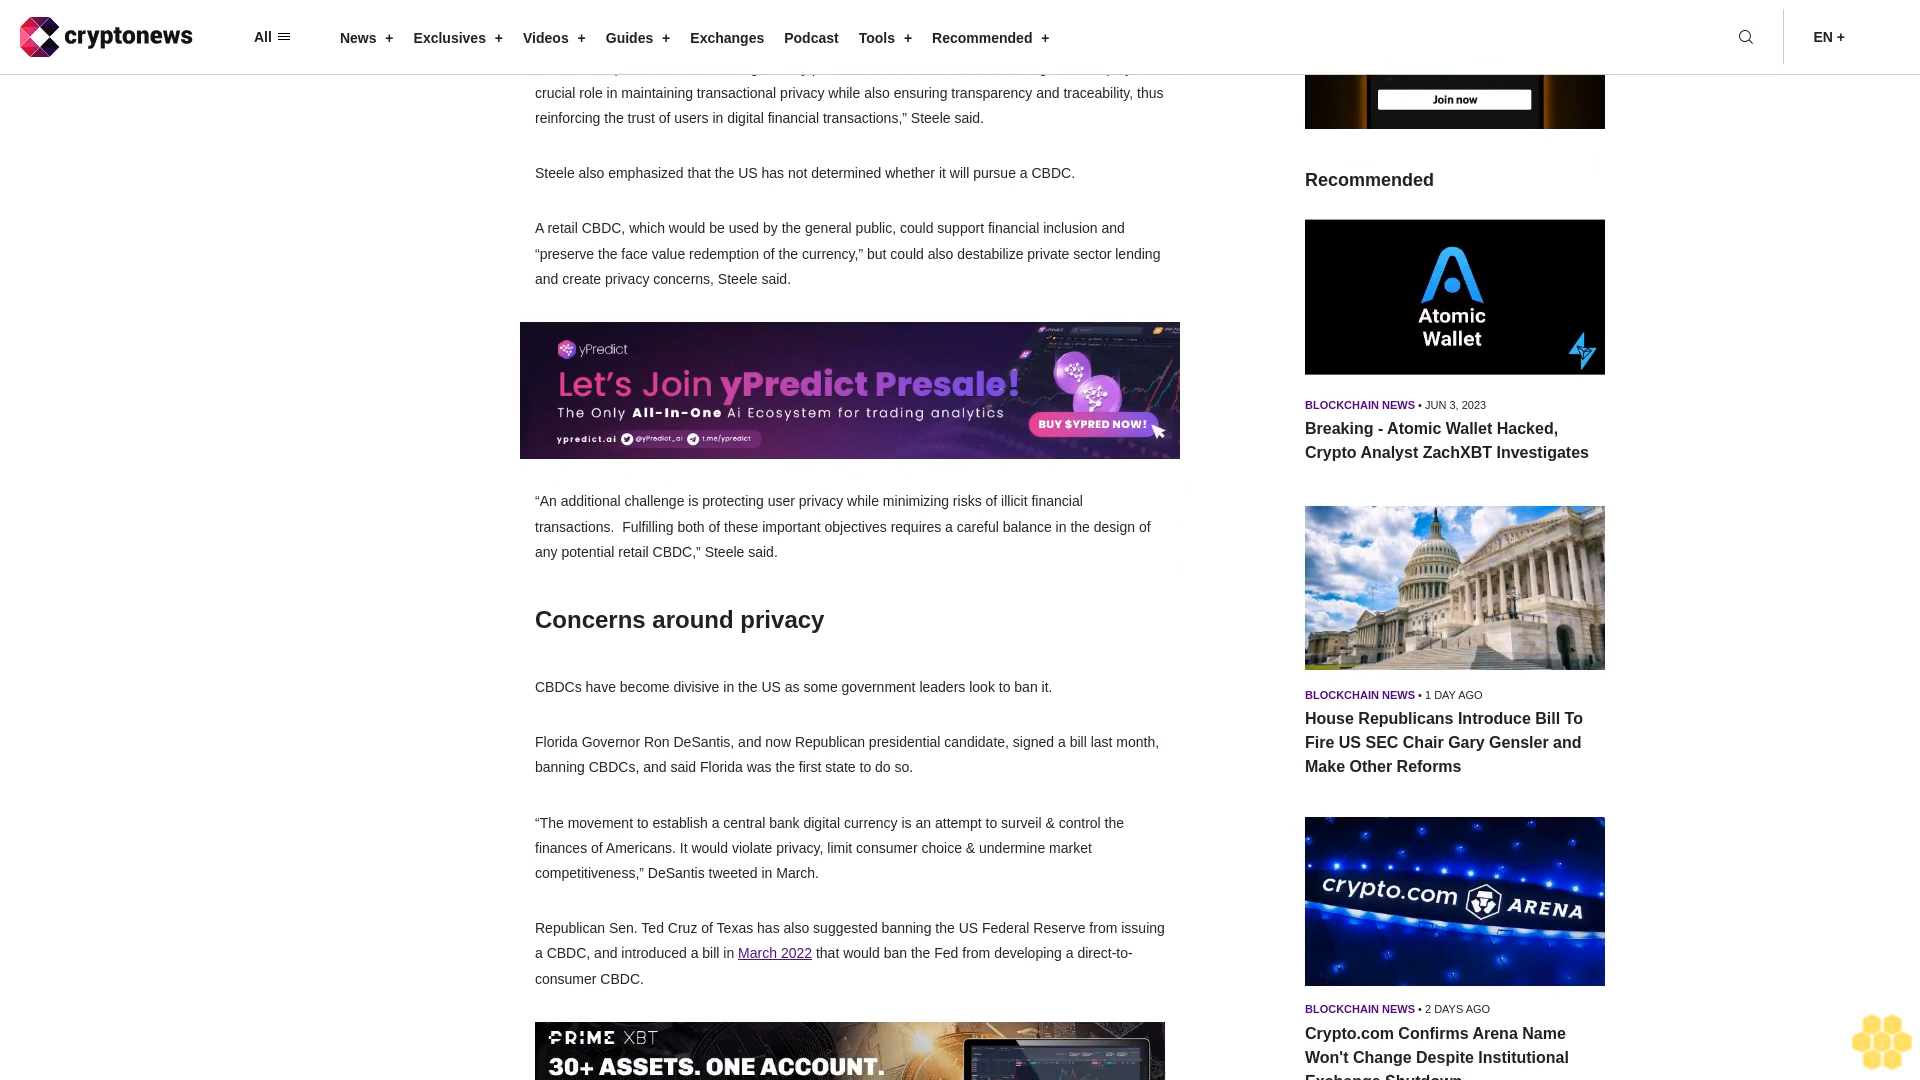 cryptonews
All
News +
Exclusives +
Videos +
Guides +
Exchanges
Podcast
Tools +
Recommended +
EN +
crucial role in maintaining transactional privacy while also ensuring transparency and traceability, thus
reinforcing the trust of users in digital financial transactions,” Steele said.
Steele also emphasized that the US has not determined whether it will pursue a CBDC.
A retail CBDC, which would be used by the general public, could support financial inclusion and
“preserve the face value redemption of the currency,” but could also destabilize private sector lending
and create privacy concerns, Steele said.
yPredict
Let’s Join yPredict Presale!
The Only All-In-One Ai Ecosystem for trading analytics
ypredict.ai @yPredict_ai t.me/ypredict
BUY $YPRED NOW!
“An additional challenge is protecting user privacy while minimizing risks of illicit financial
transactions.  Fulfilling both of these important objectives requires a careful balance in the design of
any potential retail CBDC,” Steele said.
Concerns around privacy
CBDCs have become divisive in the US as some government leaders look to ban it.
Florida Governor Ron DeSantis, and now Republican presidential candidate, signed a bill last month,
banning CBDCs, and said Florida was the first state to do so.
“The movement to establish a central bank digital currency is an attempt to surveil & control the
finances of Americans. It would violate privacy, limit consumer choice & undermine market
competitiveness,” DeSantis tweeted in March.
Republican Sen. Ted Cruz of Texas has also suggested banning the US Federal Reserve from issuing
a CBDC, and introduced a bill in March 2022 that would ban the Fed from developing a direct-to-
consumer CBDC.
PRIME XBT
30+ ASSETS. ONE ACCOUNT.
Join now
Recommended
Atomic
Wallet
BLOCKCHAIN NEWS • JUN 3, 2023
Breaking - Atomic Wallet Hacked,
Crypto Analyst ZachXBT Investigates
BLOCKCHAIN NEWS • 1 DAY AGO
House Republicans Introduce Bill To
Fire US SEC Chair Gary Gensler and
Make Other Reforms
crypto.com ARENA
BLOCKCHAIN NEWS • 2 DAYS AGO
Crypto.com Confirms Arena Name
Won't Change Despite Institutional
Exchange Shutdown